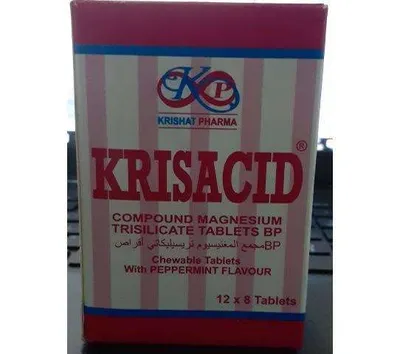 KP
KRISHAT PHARMA
KRISACID®
COMPOUND MAGNESIUM
TRISILICATE TABLETS BP
مجمع المغنيسيوم تريسيليكاتي أقراص BP
Chewable Tablets
With PEPPERMINT FLAVOUR
12 x 8 Tablets